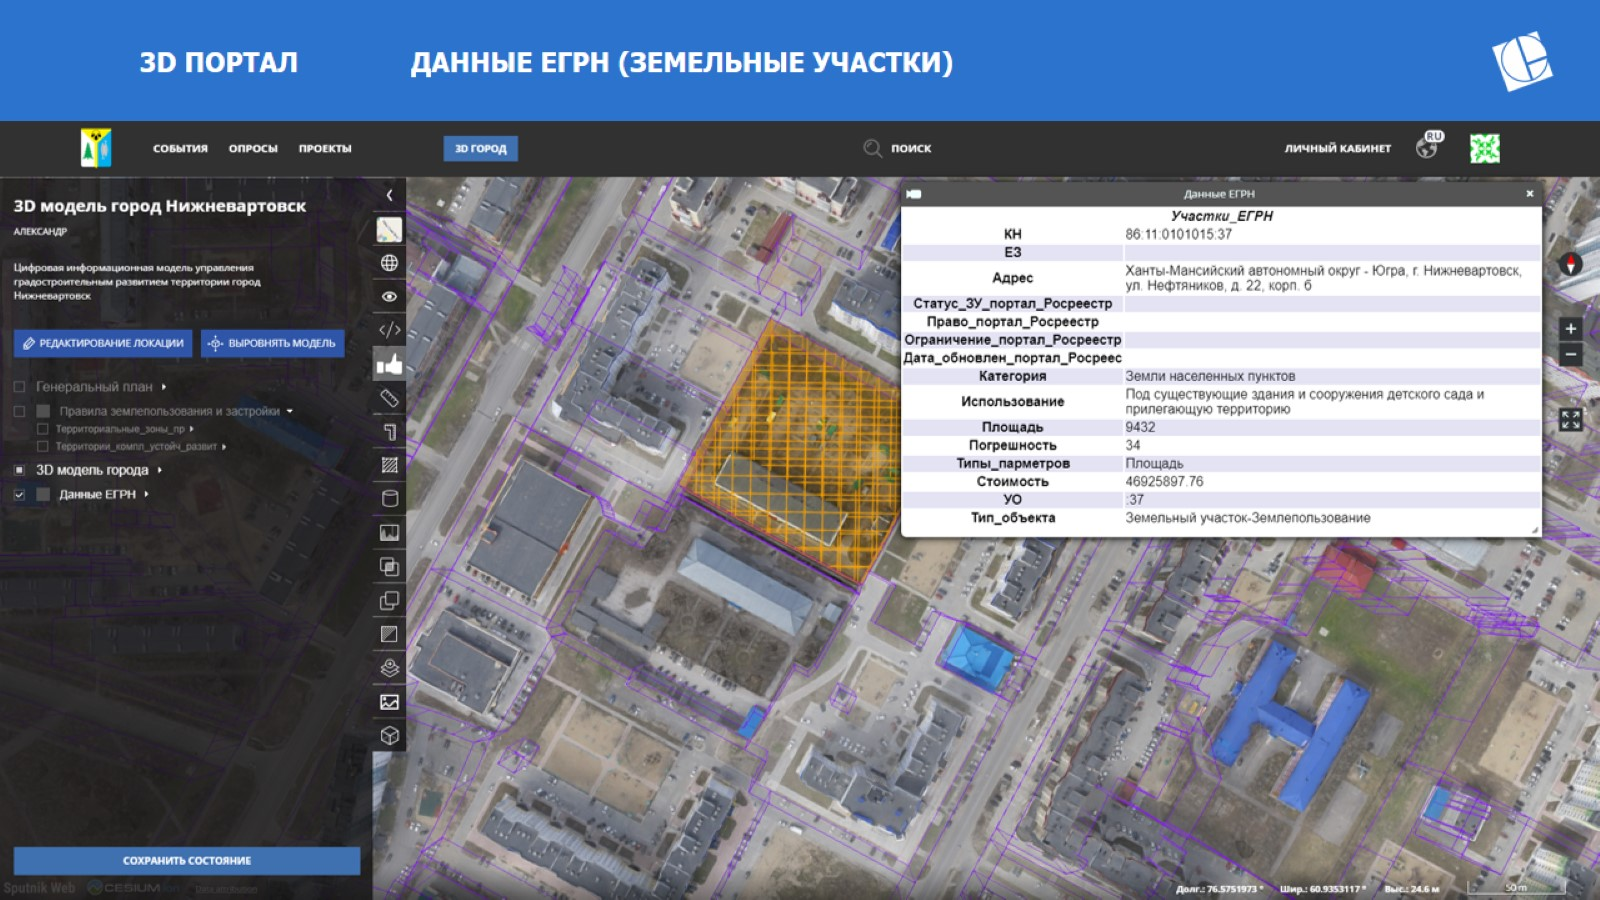 3D ПОРТАЛ
ДАННЫЕ ЕГРН (ЗЕМЕЛЬНЫЕ УЧАСТКИ)
СОБЫТИЯ ОПРОСЫ ПРОЕКТЫ 3D ГОРОД ПОИСК ЛИЧНЫЙ КАБИНЕТ RU
3D модель город Нижневартовск
АЛЕКСАНДР
Цифровая информационная модель управления
градостроительным развитием территории город
Нижневартовск
РЕДАКТИРОВАНИЕ ЛОКАЦИИ ВЫРОВНЯТЬ МОДЕЛЬ
Генеральный план
Правила землепользования и застройки
Территориальные_зоны_пр
Территории_компл_устойч_развит
3D модель города
Данные ЕГРН
СОХРАНИТЬ СОСТОЯНИЕ
Sputnik Web CESIUM ion Data attribution
Данные ЕГРН
Участки_ЕГРН
КН 86:11:0101015:37
ЕЗ
Адрес Ханты-Мансийский автономный округ - Югра, г. Нижневартовск,
ул. Нефтяников, д. 22, корп. б
Статус_ЗУ_портал_Росреестр
Право_портал_Росреестр
Ограничение_портал_Росреестр
Дата_обновлен_портал_Росреес
Категория Земли населенных пунктов
Использование Под существующие здания и сооружения детского сада и
прилегающую территорию
Площадь 9432
Погрешность 34
Типы_парметров Площадь
Стоимость 46925897.76
УО :37
Тип_объекта Земельный участок-Землепользование
Долг.: 76.5751973 ° Шир.: 60.9353117 ° Выс.: 24.6 м 50 m